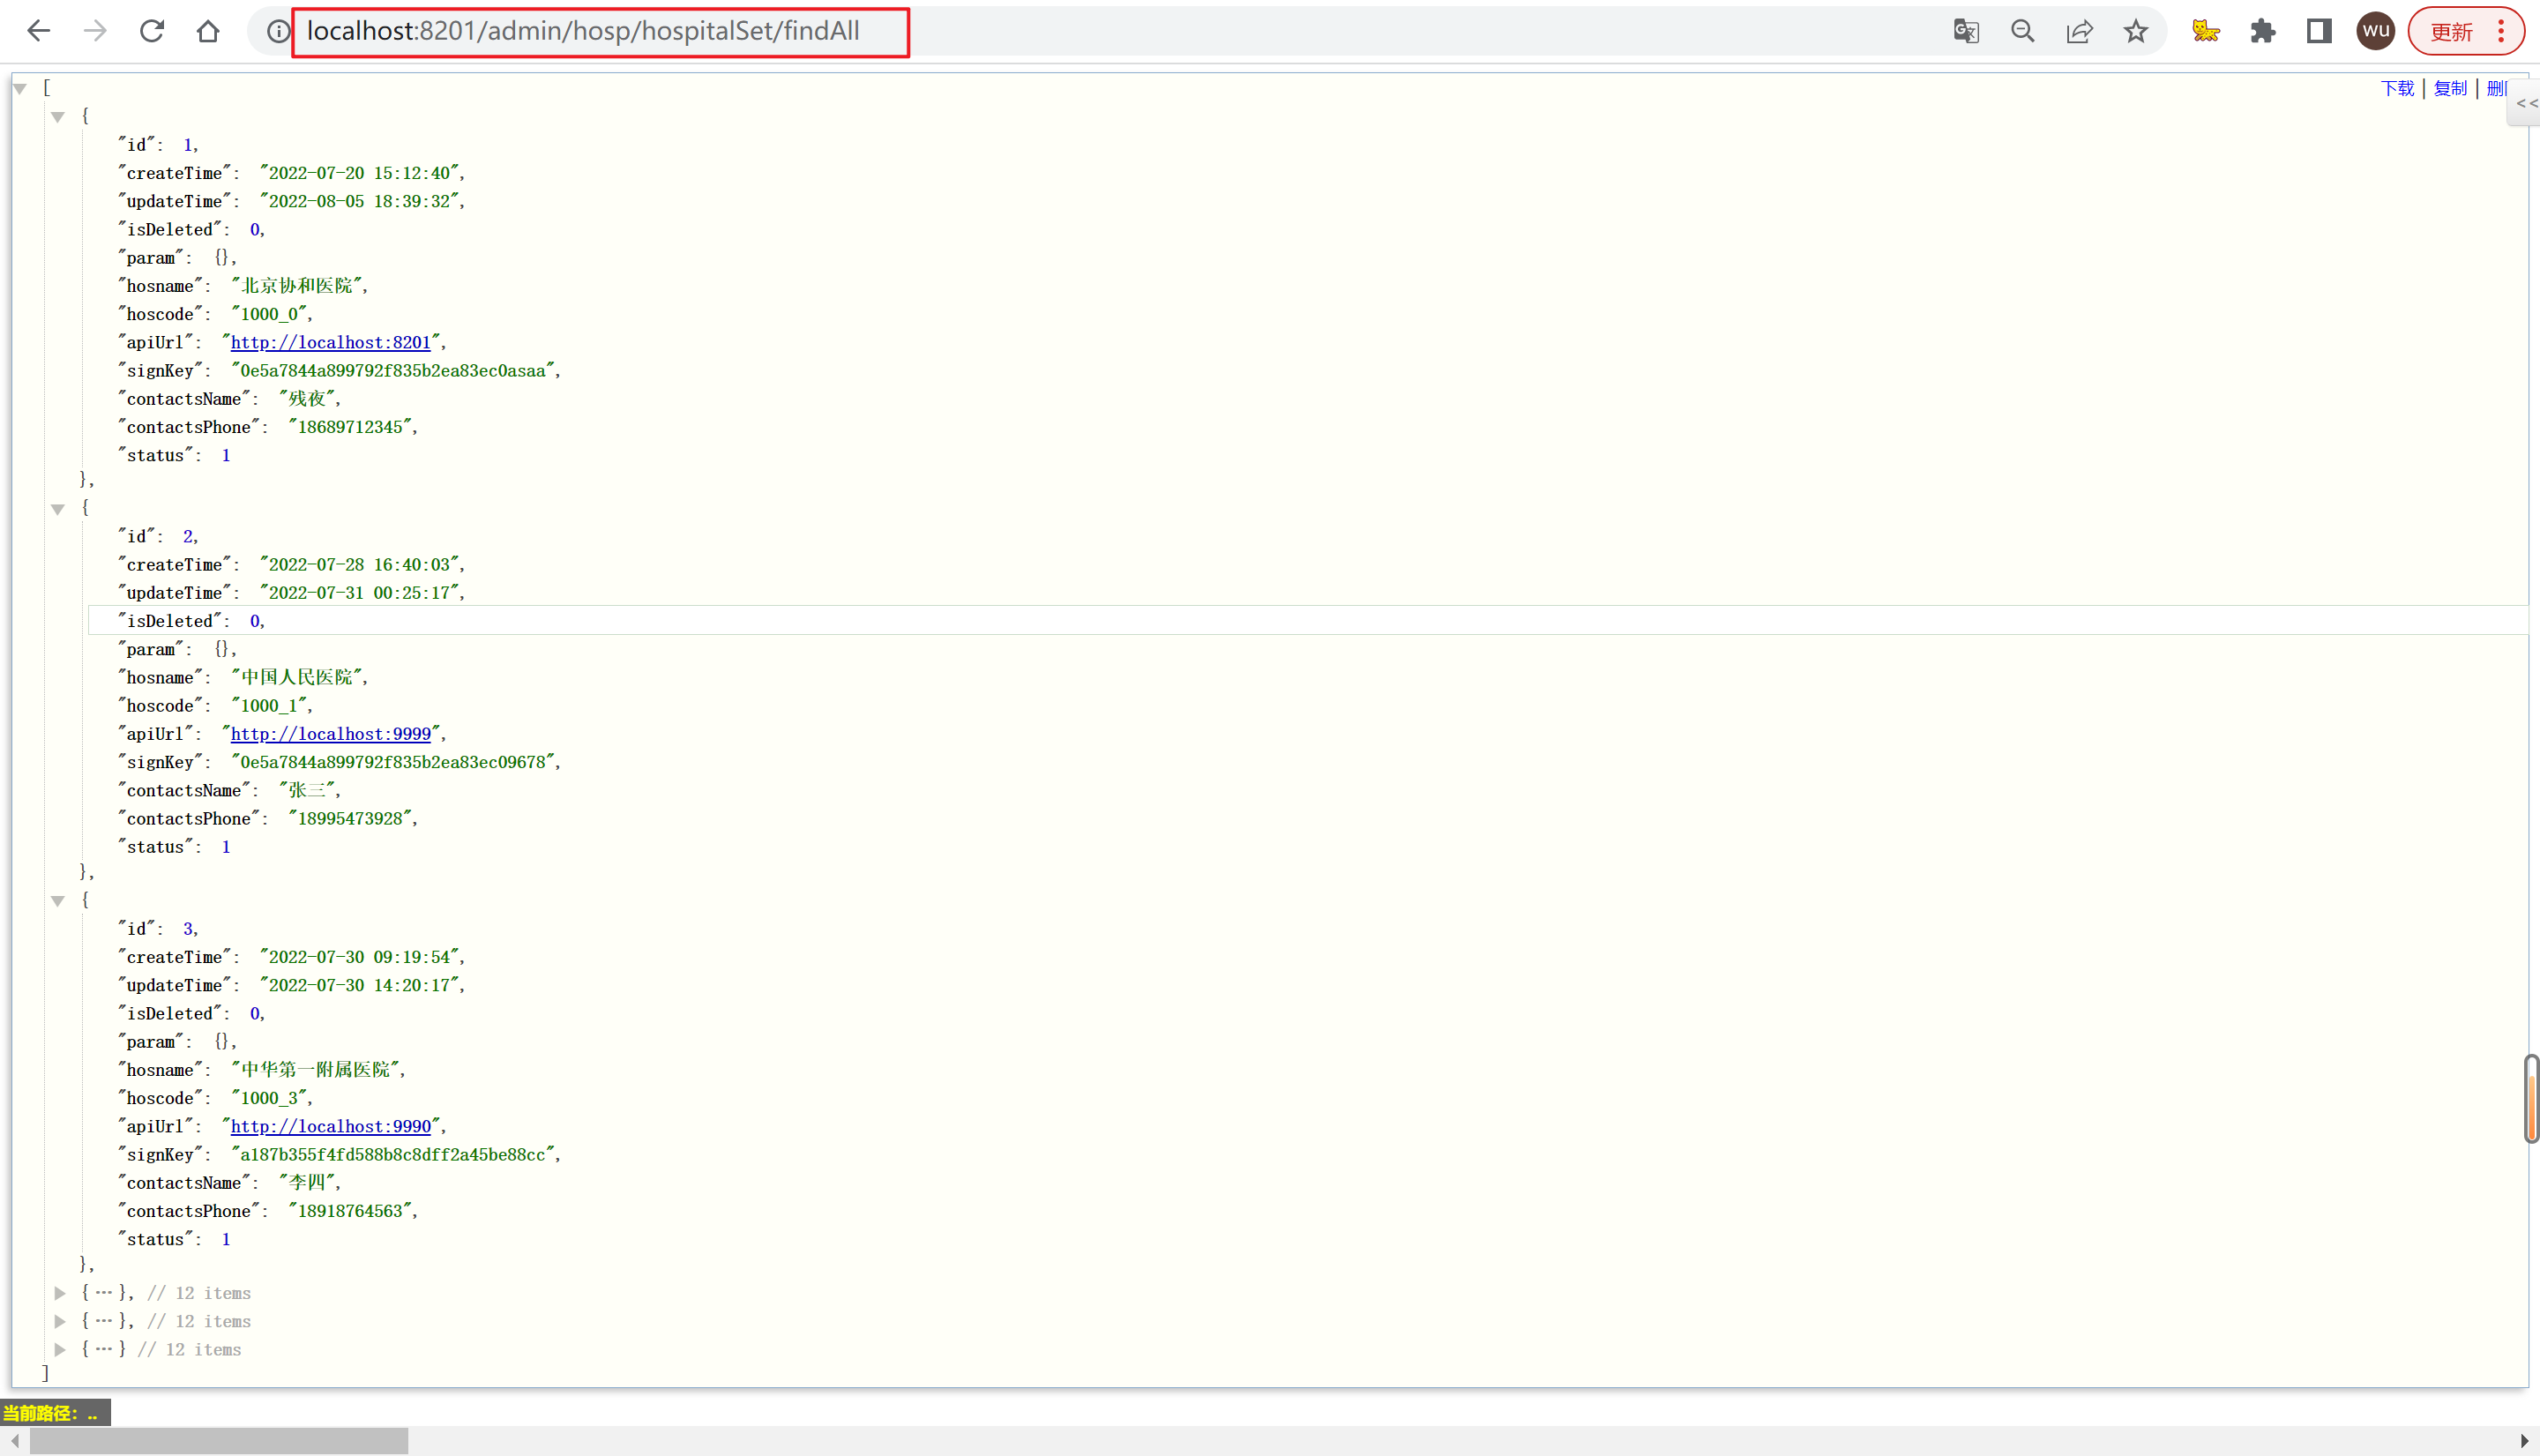 localhost:8201/admin/hosp/hospitalSet/findAll
WU
更新
下载 | 复制 |
<<
[
{
"id": 1,
"createTime": "2022-07-20 15:12:40",
"updateTime": "2022-08-05 18:39:32",
"isDeleted": 0,
"param": {},
"hosname": "北京协和医院",
"hoscode": "1000_0",
"apiUrl": "http://localhost:8201",
"signKey": "0e5a7844a899792f835b2ea83ec0asaa",
"contactsName": "残夜",
"contactsPhone": "18689712345",
"status": 1
},
{
"id": 2,
"createTime": "2022-07-28 16:40:03",
"updateTime": "2022-07-31 00:25:17",
"isDeleted": 0,
"param": {},
"hosname": "中国人民医院",
"hoscode": "1000_1",
"apiUrl": "http://localhost:9999",
"signKey": "0e5a7844a899792f835b2ea83ec09678",
"contactsName": "张三",
"contactsPhone": "18995473928",
"status": 1
},
{
"id": 3,
"createTime": "2022-07-30 09:19:54",
"updateTime": "2022-07-30 14:20:17",
"isDeleted": 0,
"param": {},
"hosname": "中华第一附属医院",
"hoscode": "1000_3",
"apiUrl": "http://localhost:9990",
"signKey": "a187b355f4fd588b8c8dff2a45be88cc",
"contactsName": "李四",
"contactsPhone": "18918764563",
"status": 1
},
{ ··· }, // 12 items
{ ··· }, // 12 items
{ ··· } // 12 items
]
当前路径：..